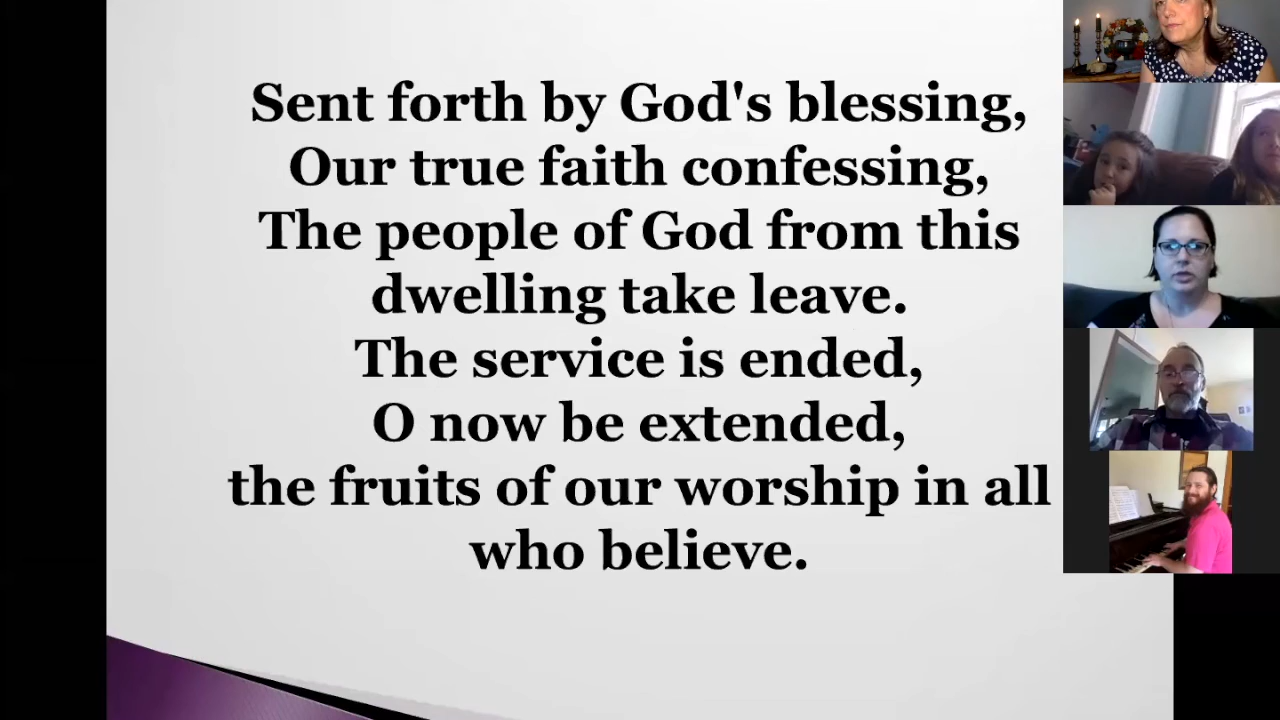 Sent forth by God's blessing,
Our true faith confessing,
The people of God from this
dwelling take leave.
The service is ended,
O now be extended,
the fruits of our worship in all
who believe.